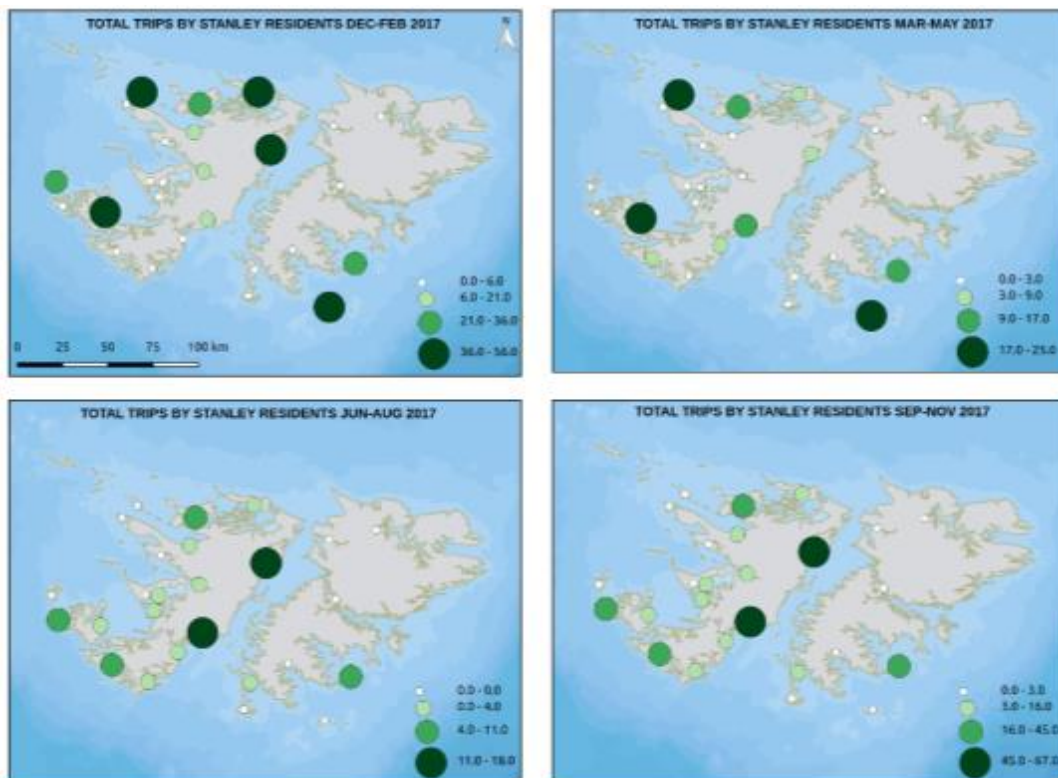 TOTAL TRIPS BY STANLEY RESIDENTS DEC-FEB 2017
N
0.0 - 6.0
6.0 - 21.0
21.0 - 36.0
36.0 - 56.0
0 25 50 75 100 km
TOTAL TRIPS BY STANLEY RESIDENTS MAR-MAY 2017
0.0 - 3.0
3.0 - 9.0
9.0 - 17.0
17.0 - 25.0
TOTAL TRIPS BY STANLEY RESIDENTS JUN-AUG 2017
0.0 - 0.0
0.0 - 4.0
4.0 - 11.0
11.0 - 18.0
TOTAL TRIPS BY STANLEY RESIDENTS SEP-NOV 2017
0.0 - 3.0
3.0 - 16.0
16.0 - 45.0
45.0 - 67.0